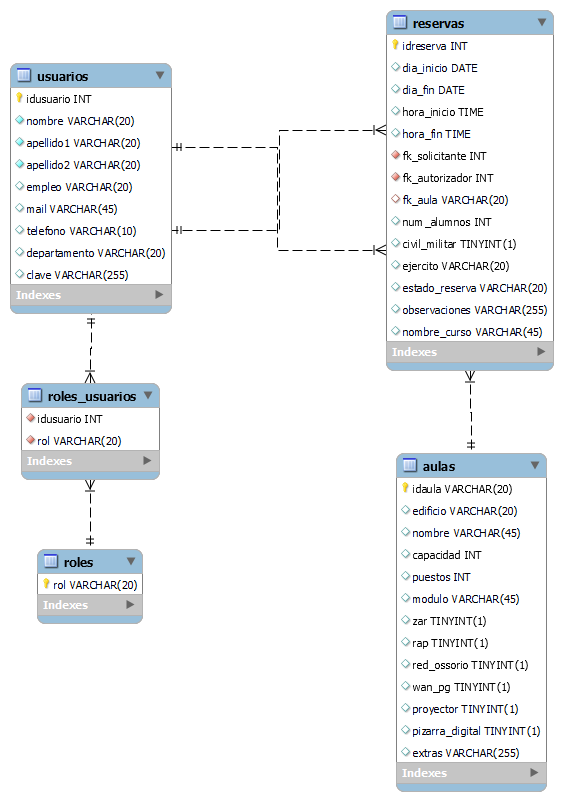 usuarios
idusuario INT
nombre VARCHAR(20)
apellido1 VARCHAR(20)
apellido2 VARCHAR(20)
empleo VARCHAR(20)
mail VARCHAR(45)
telefono VARCHAR(10)
departamento VARCHAR(20)
clave VARCHAR(255)
Indexes
roles_usuarios
idusuario INT
rol VARCHAR(20)
Indexes
roles
rol VARCHAR(20)
Indexes
reservas
idreserva INT
dia_inicio DATE
dia_fin DATE
hora_inicio TIME
hora_fin TIME
fk_solicitante INT
fk_autorizador INT
fk_aula VARCHAR(20)
num_alumnos INT
civil_militar TINYINT(1)
ejercito VARCHAR(20)
estado_reserva VARCHAR(20)
observaciones VARCHAR(255)
nombre_curso VARCHAR(45)
Indexes
aulas
idaula VARCHAR(20)
edificio VARCHAR(20)
nombre VARCHAR(45)
capacidad INT
puestos INT
modulo VARCHAR(45)
zar TINYINT(1)
rap TINYINT(1)
red_ossorio TINYINT(1)
wan_pg TINYINT(1)
proyector TINYINT(1)
pizarra_digital TINYINT(1)
extras VARCHAR(255)
Indexes